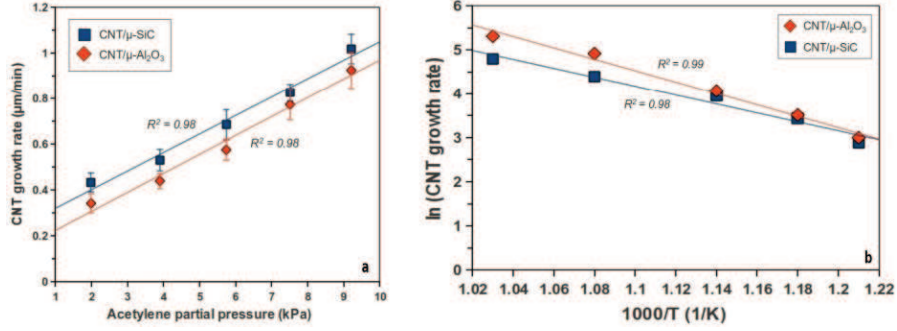 CNT/μ-SiC
CNT/μ-Al₂O₃
R² = 0.98
R² = 0.98
CNT growth rate (μm/min)
1.2
1
0.8
0.6
0.4
0.2
0
1 2 3 4 5 6 7 8 9 10
Acetylene partial pressure (kPa)
a
CNT/μ-Al₂O₃
CNT/μ-SiC
R² = 0.99
R² = 0.98
ln (CNT growth rate)
6
5
4
3
2
1
0
1.02 1.04 1.06 1.08 1.1 1.12 1.14 1.16 1.18 1.20 1.22
1000/T (1/K)
b